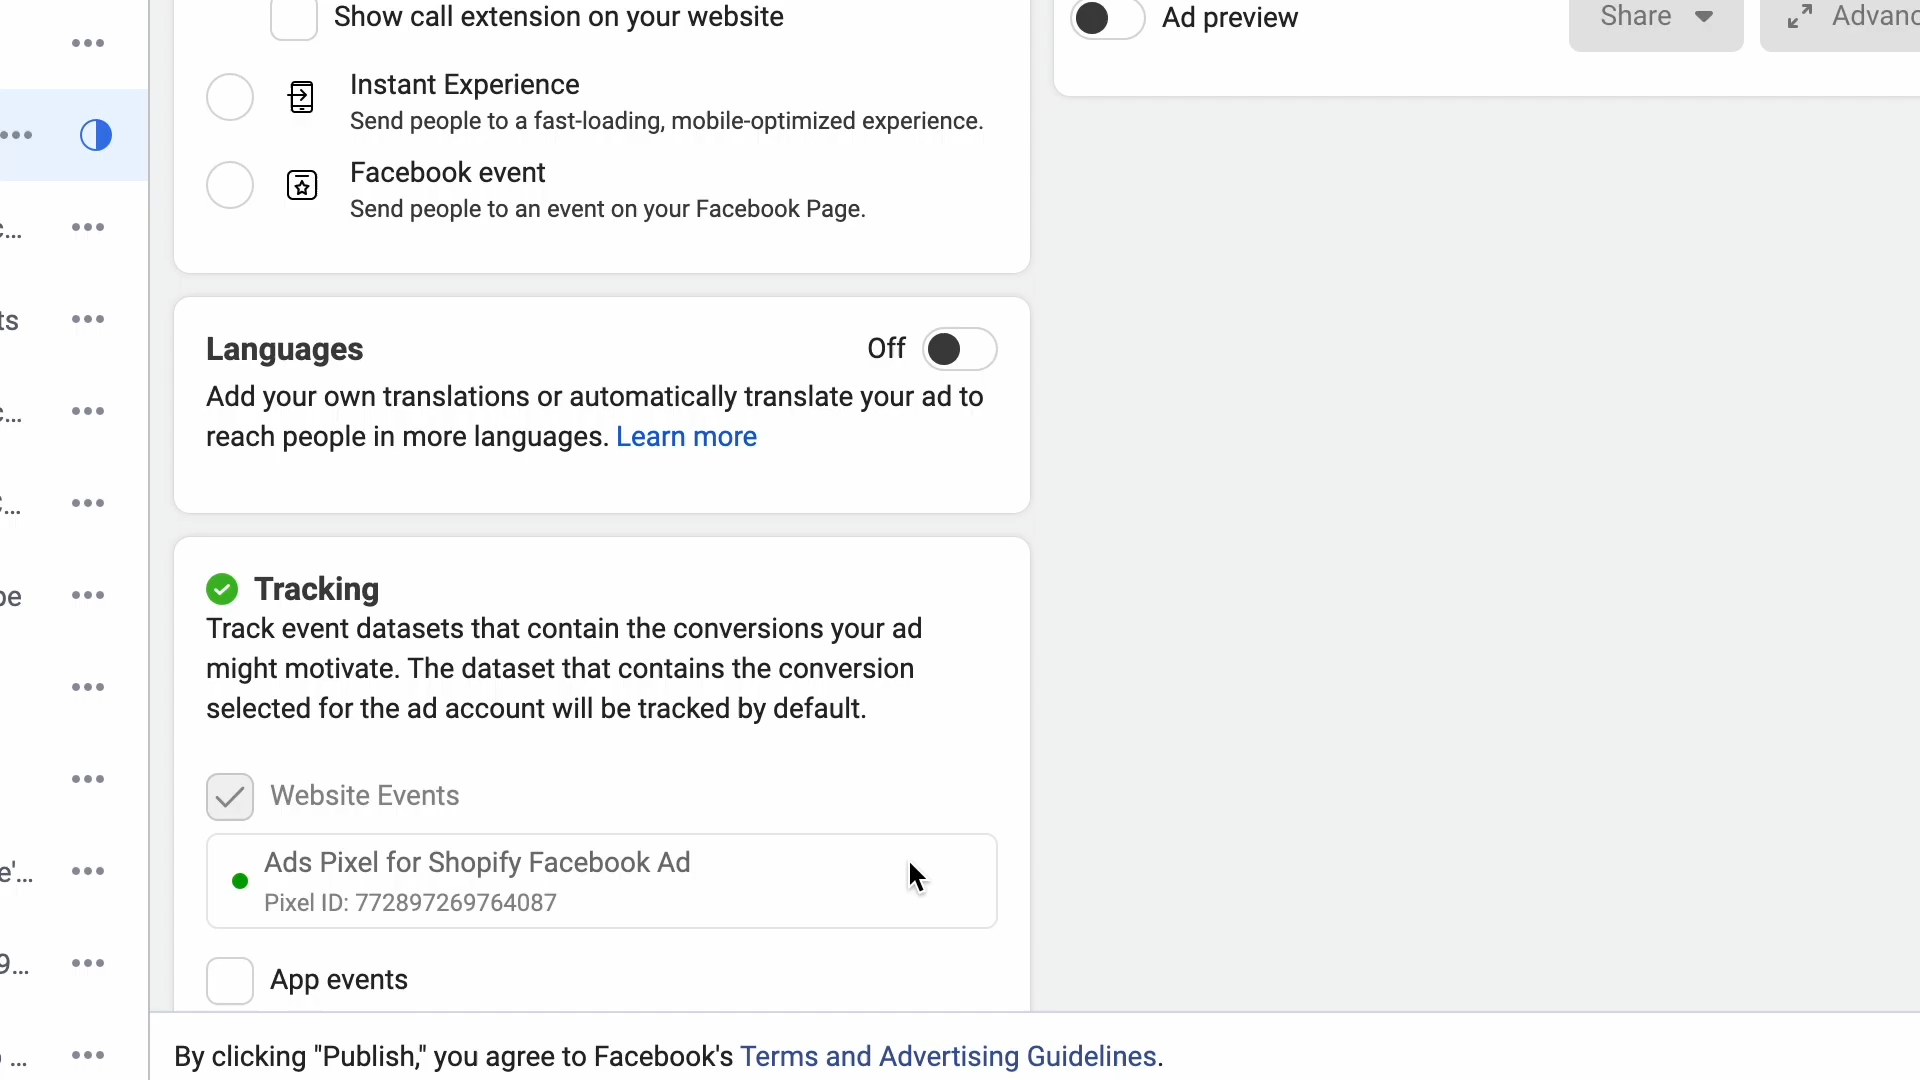 Show call extension on your website
Ad preview
Share
Advanc
Instant Experience
Send people to a fast-loading, mobile-optimized experience.
Facebook event
Send people to an event on your Facebook Page.
c...
ts
c...
c...
be
e'...
9...
...
Languages
Off
Add your own translations or automatically translate your ad to
reach people in more languages. Learn more
Tracking
Track event datasets that contain the conversions your ad
might motivate. The dataset that contains the conversion
selected for the ad account will be tracked by default.
Website Events
Ads Pixel for Shopify Facebook Ad
Pixel ID: 772897269764087
App events
By clicking "Publish," you agree to Facebook's Terms and Advertising Guidelines.